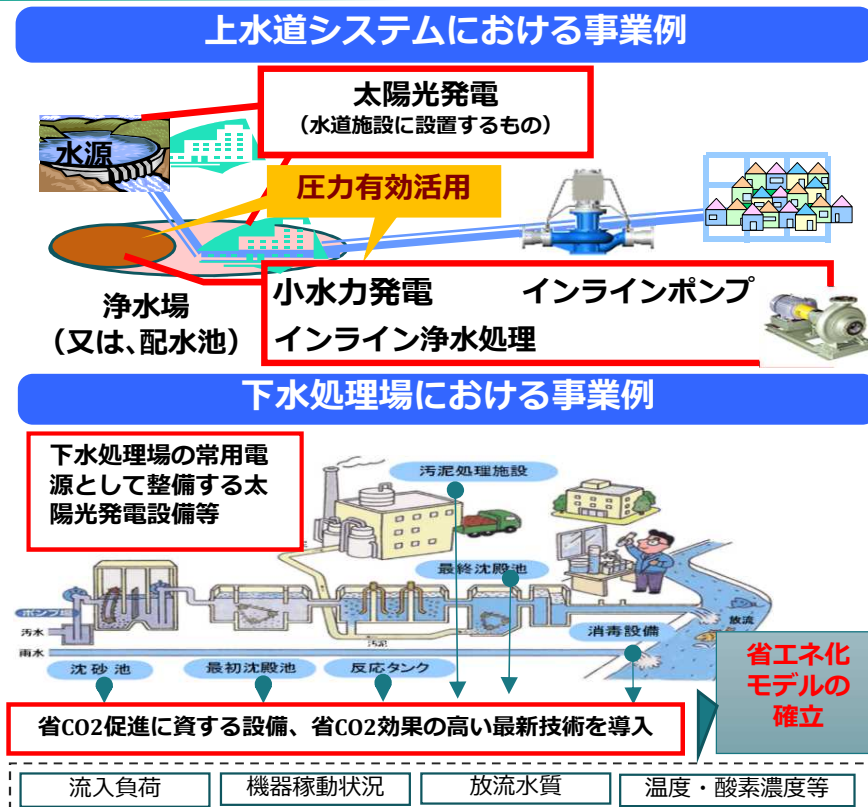 上水道システムにおける事業例
太陽光発電
（水道施設に設置するもの）
水源
圧力有効活用
浄水場
（又は、配水池）
小水力発電
インラインポンプ
インライン浄水処理
下水処理場における事業例
下水処理場の常用電
源として整備する太
陽光発電設備等
汚泥処理施設
最終沈殿池
ポンプ
汚水
雨水
汚泥
消毒設備
放流
沈砂池
最初沈殿池
反応タンク
省エネ化
モデルの
確立
省CO2促進に資する設備、省CO2効果の高い最新技術を導入
流入負荷
機器稼動状況
放流水質
温度・酸素濃度等